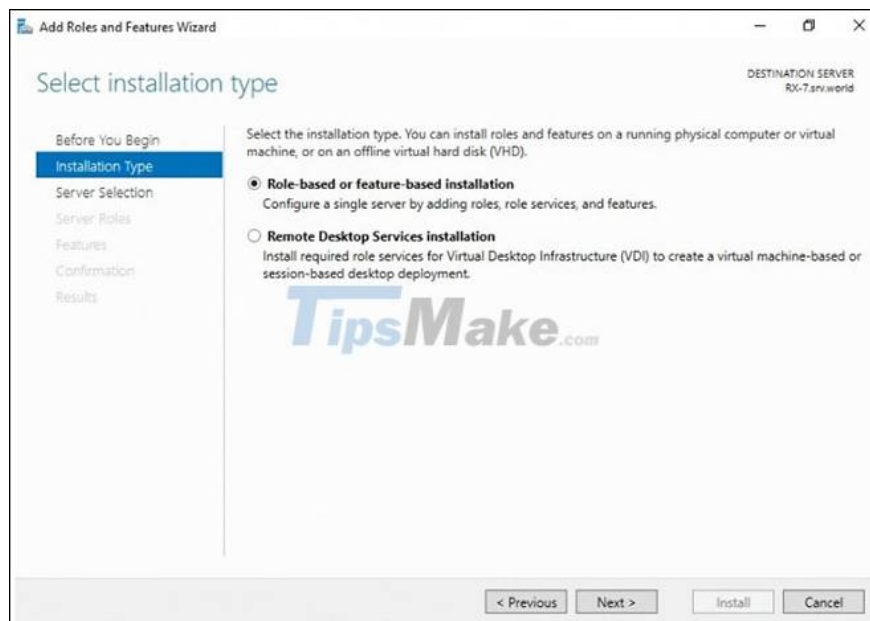 Add Roles and Features Wizard
Select installation type
DESTINATION SERVER
RX-7.srv.world
Before You Begin
Installation Type
Server Selection
Server Roles
Features
Confirmation
Results
Select the installation type. You can install roles and features on a running physical computer or virtual
machine, or on an offline virtual hard disk (VHD).
Role-based or feature-based installation
Configure a single server by adding roles, role services, and features.
Remote Desktop Services installation
Install required role services for Virtual Desktop Infrastructure (VDI) to create a virtual machine-based or
session-based desktop deployment.
TipsMake.com
< Previous
Next >
Install
Cancel